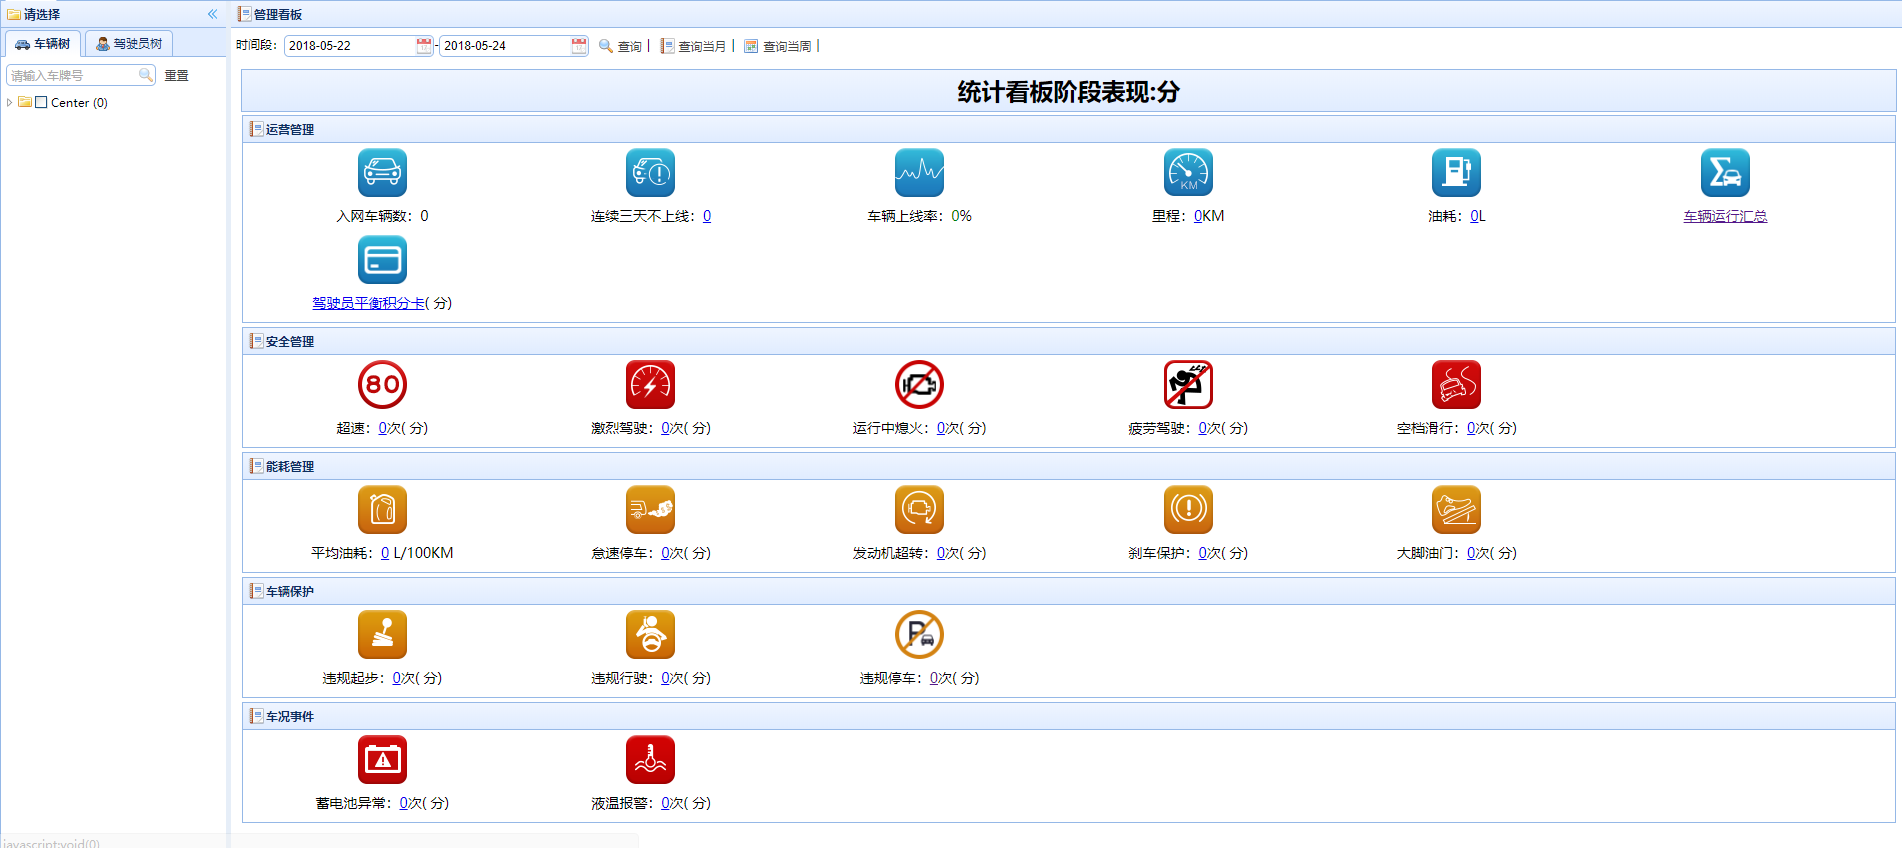 请选择
车辆树 驾驶员树
请输入车牌号 重置
Center (0)
管理看板
时间段: 2018-05-22 - 2018-05-24 查询 | 查询当月 | 查询当周 |
统计看板阶段表现:分
运营管理
KM
入网车辆数: 0 连续三天不上线: 0 车辆上线率: 0% 里程: 0KM 油耗: 0L 车辆运行汇总
驾驶员平衡积分卡( 分)
安全管理
80
超速: 0次( 分) 激烈驾驶: 0次( 分) 运行中熄火: 0次( 分) 疲劳驾驶: 0次( 分) 空档滑行: 0次( 分)
能耗管理
平均油耗: 0 L/100KM 怠速停车: 0次( 分) 发动机超转: 0次( 分) 刹车保护: 0次( 分) 大脚油门: 0次( 分)
车辆保护
P
违规起步: 0次( 分) 违规行驶: 0次( 分) 违规停车: 0次( 分)
车况事件
蓄电池异常: 0次( 分) 液温报警: 0次( 分)
javascript:void(0)